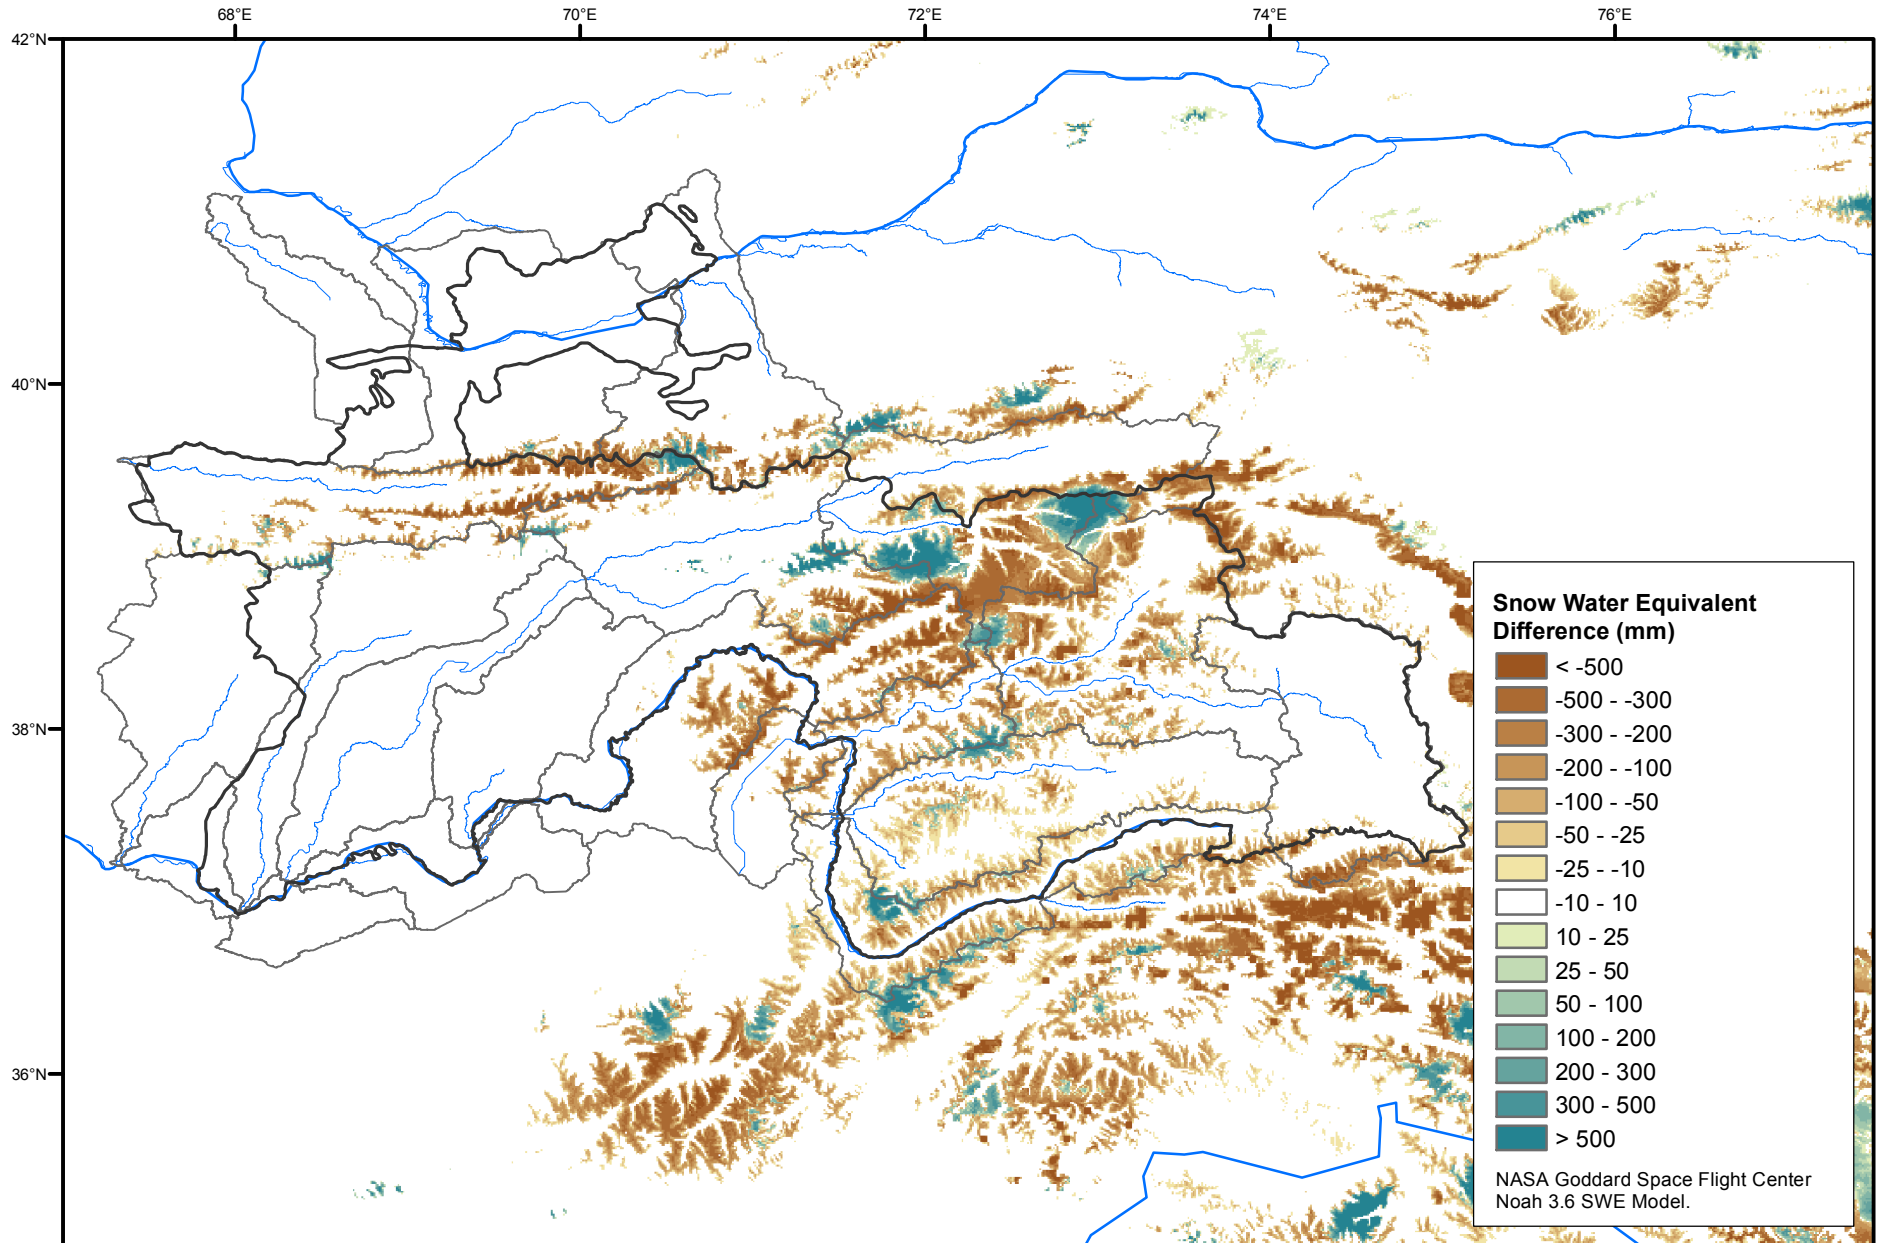 68°E
70°E
72°E
74°E
76°E
42°N
40°N
38°N
36°N
Snow Water Equivalent
Difference (mm)
< -500
-500 - -300
-300 - -200
-200 - -100
-100 - -50
-50 - -25
-25 - -10
-10 - 10
10 - 25
25 - 50
50 - 100
100 - 200
200 - 300
300 - 500
> 500
NASA Goddard Space Flight Center
Noah 3.6 SWE Model.